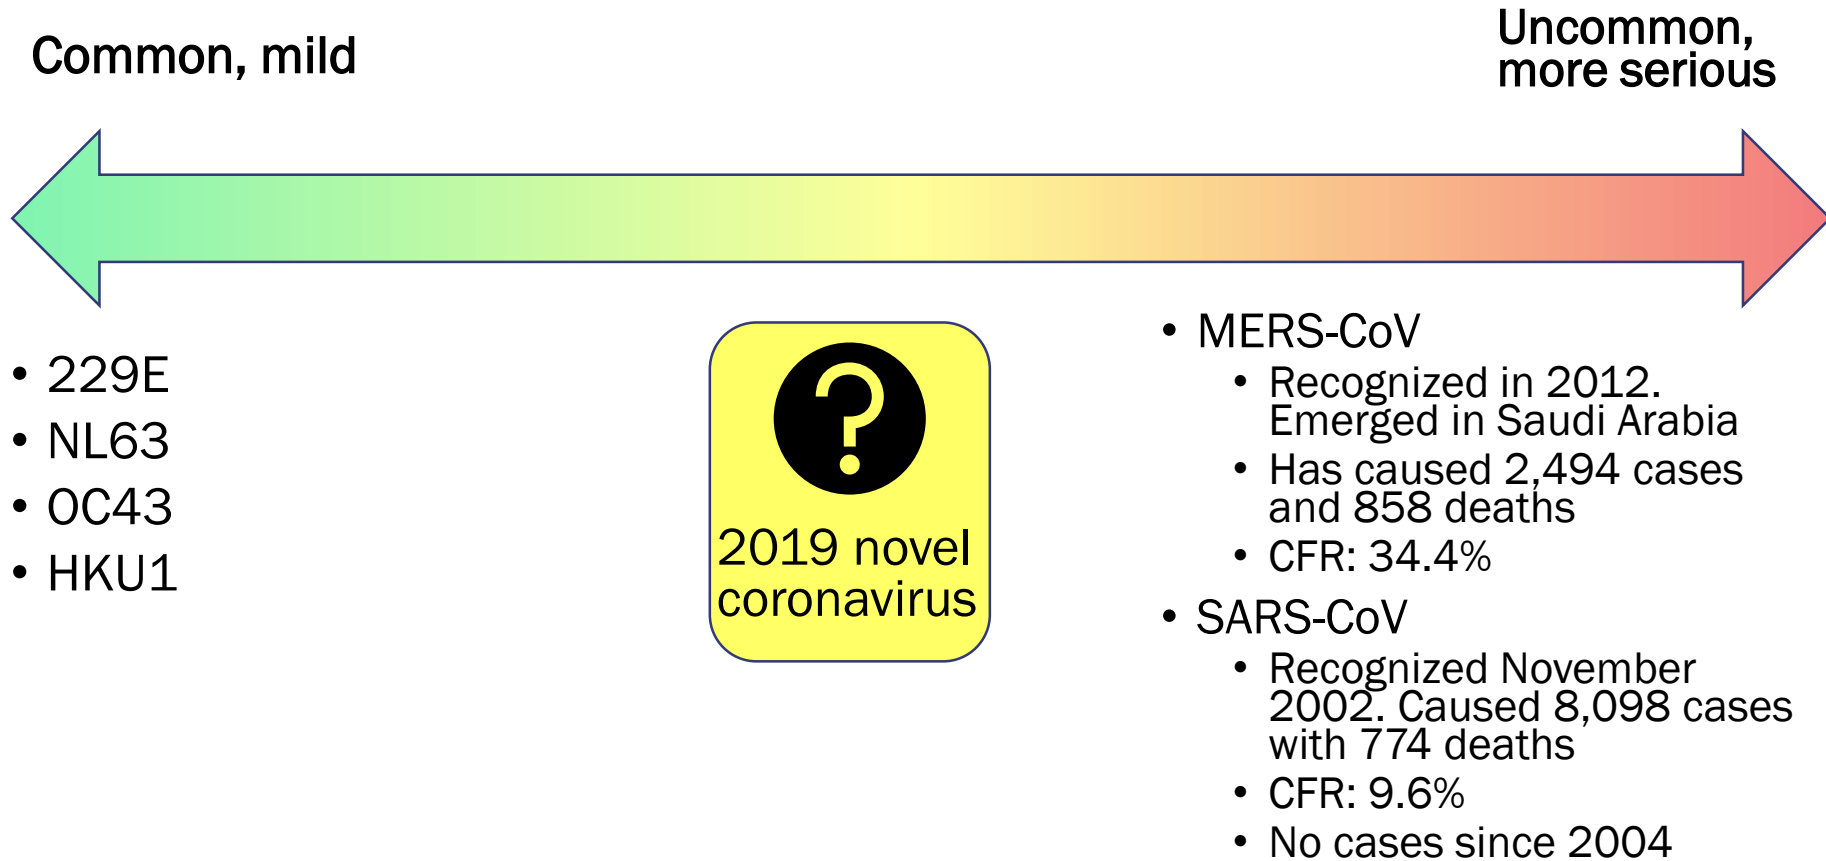 Common, mild
Uncommon,
more serious
• 229E
• NL63
• OC43
• HKU1
?
2019 novel
coronavirus
• MERS-CoV
• Recognized in 2012.
Emerged in Saudi Arabia
• Has caused 2,494 cases
and 858 deaths
• CFR: 34.4%
• SARS-CoV
• Recognized November
2002. Caused 8,098 cases
with 774 deaths
• CFR: 9.6%
• No cases since 2004